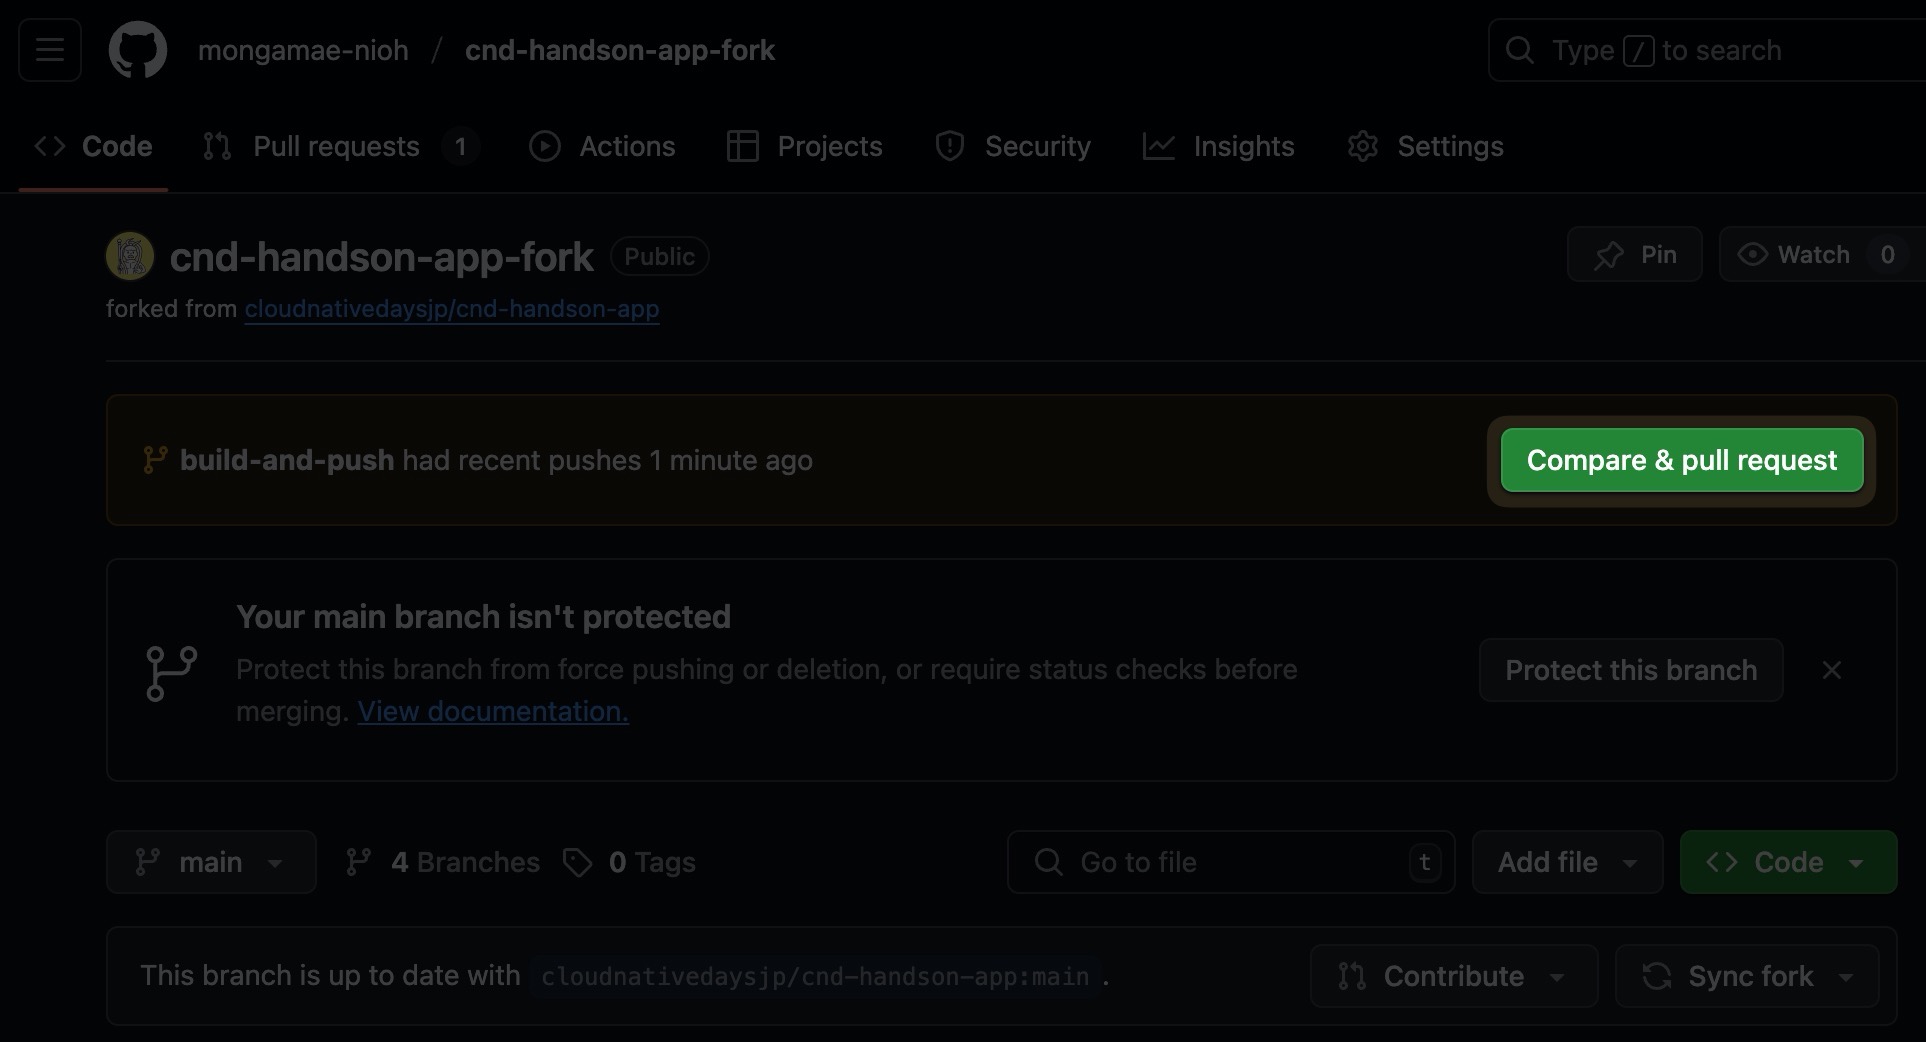 mongamae-nioh / cnd-handson-app-fork
Type / to search
Code
Pull requests 1
Actions
Projects
Security
Insights
Settings
cnd-handson-app-fork Public
Pin
Watch 0
forked from cloudnativedaysjp/cnd-handson-app
build-and-push had recent pushes 1 minute ago
Compare & pull request
Your main branch isn't protected
Protect this branch from force pushing or deletion, or require status checks before
merging. View documentation.
Protect this branch
main
4 Branches
0 Tags
Go to file t
Add file
Code
This branch is up to date with cloudnativedaysjp/cnd-handson-app:main .
Contribute
Sync fork